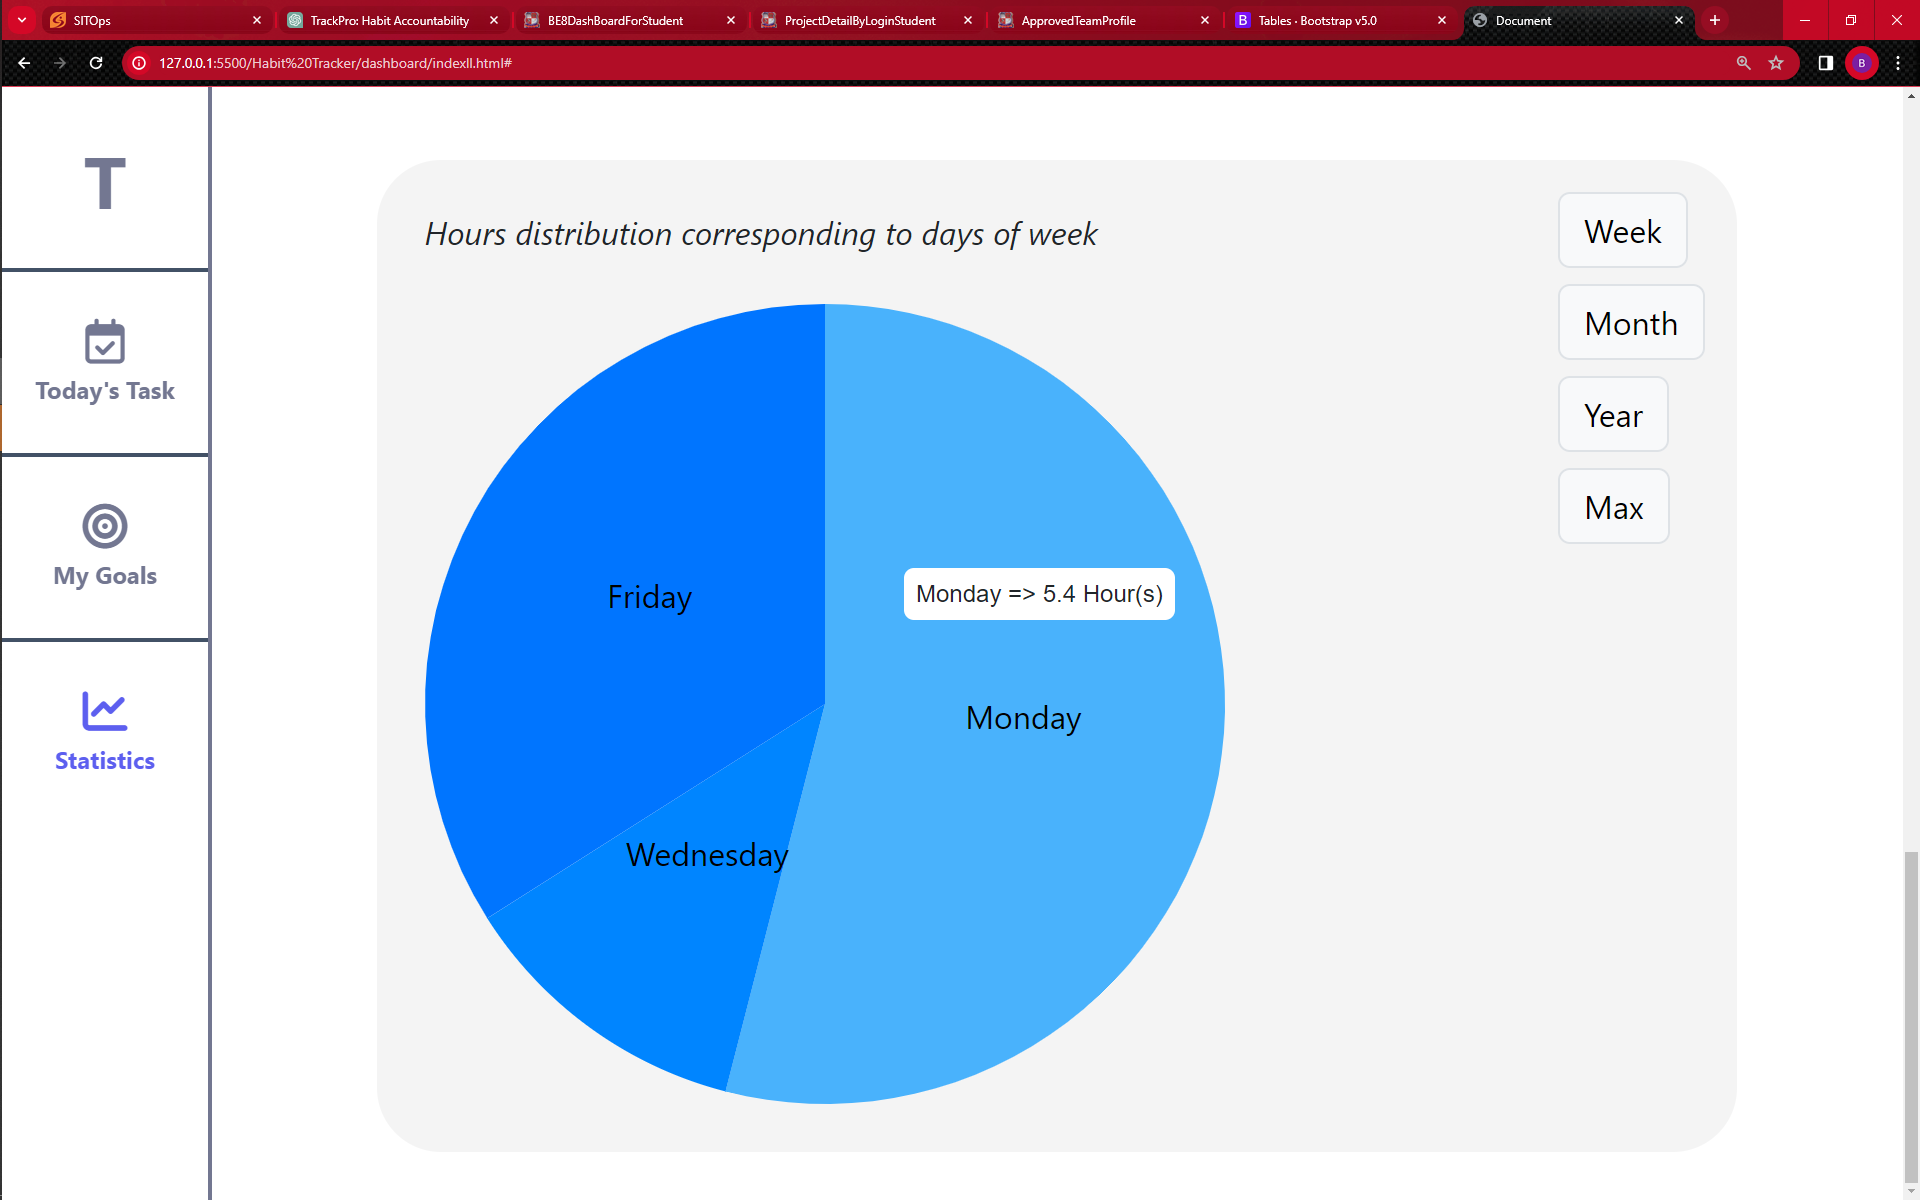 SITOps
TrackPro: Habit Accountability
BE8DashBoardForStudent
ProjectDetailByLoginStudent
ApprovedTeamProfile
B Tables · Bootstrap v5.0
Document
127.0.0.1:5500/Habit%20Tracker/dashboard/indexII.html#
B
T
Today's Task
My Goals
Statistics
Hours distribution corresponding to days of week
Week
Month
Year
Max
Friday
Monday => 5.4 Hour(s)
Monday
Wednesday